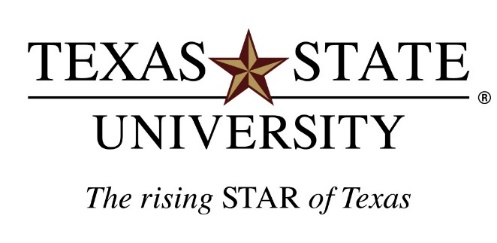 TEXAS STATE
®
UNIVERSITY
The rising STAR of Texas